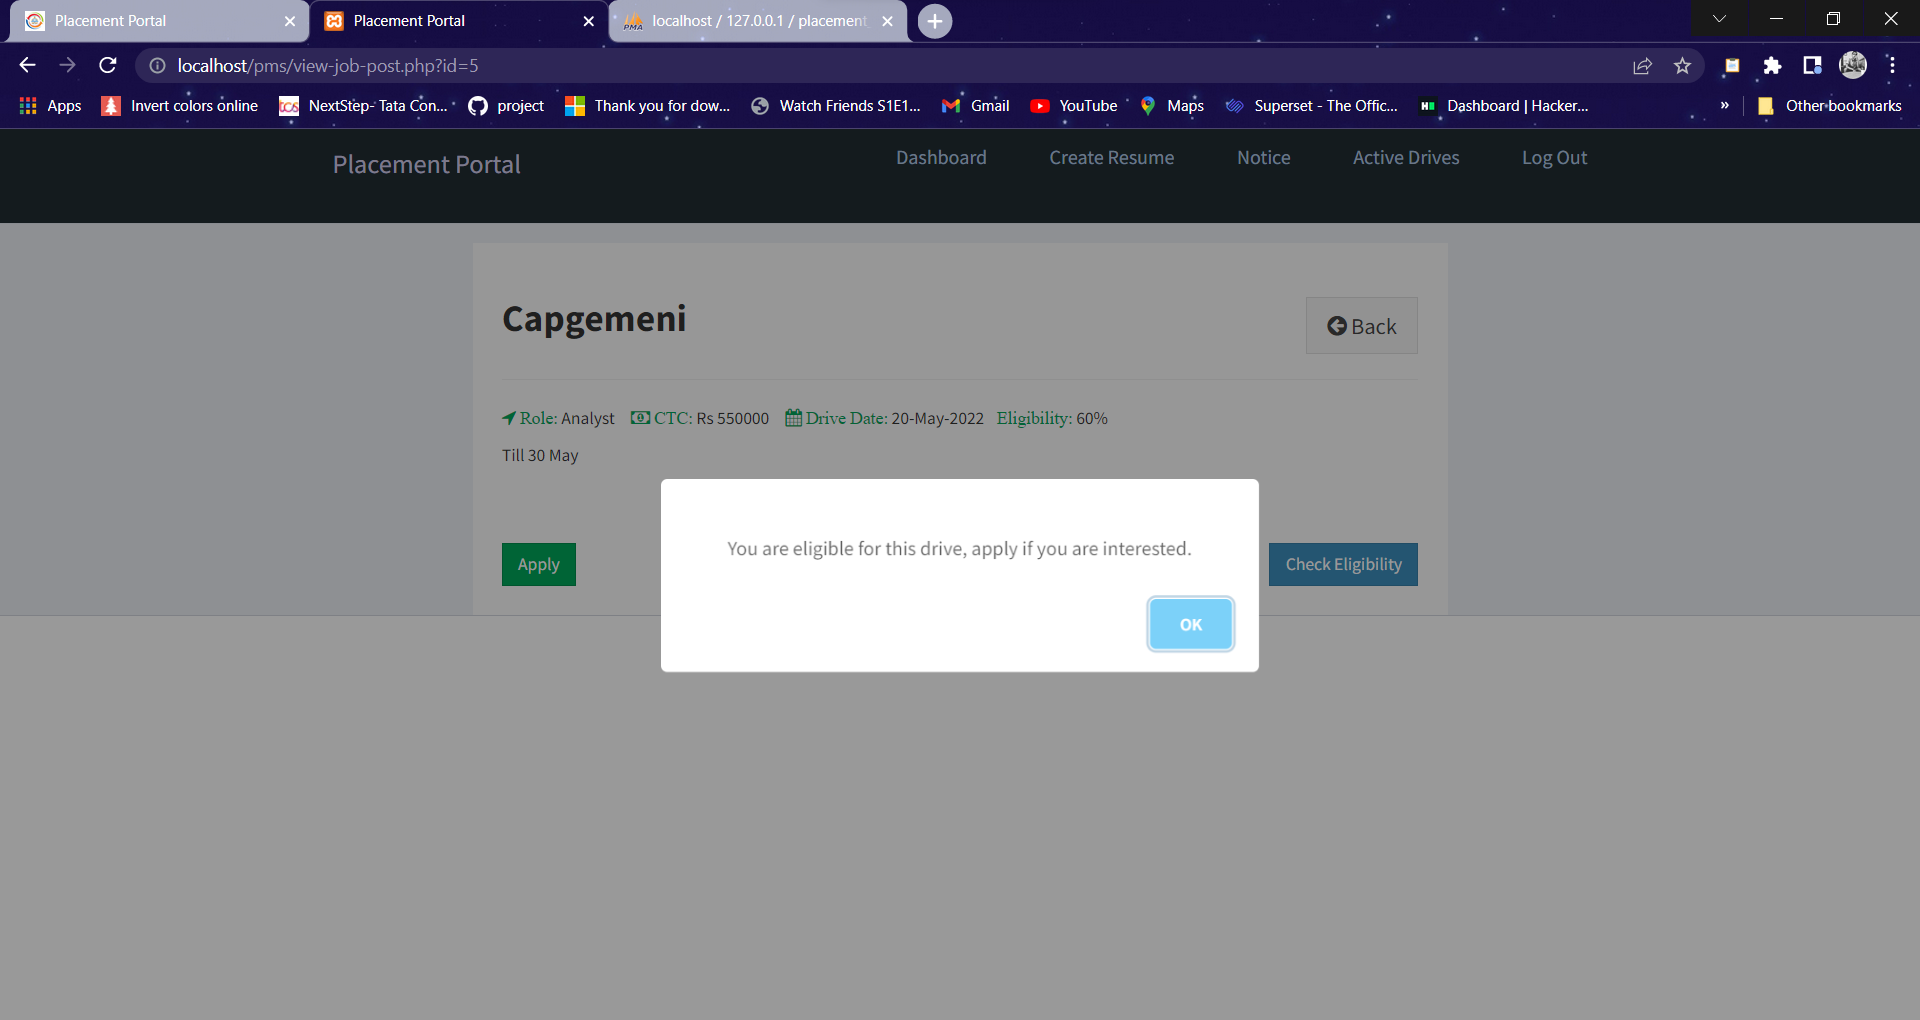 Placement Portal
Placement Portal
localhost / 127.0.0.1 / placement
localhost/pms/view-job-post.php?id=5
Apps
Invert colors online
NextStep- Tata Con...
project
Thank you for dow...
Watch Friends S1E1...
Gmail
YouTube
Maps
Superset - The Offic...
Dashboard | Hacker...
»
Other bookmarks
Placement Portal
Dashboard
Create Resume
Notice
Active Drives
Log Out
Capgemeni
Back
Role: Analyst CTC: Rs 550000 Drive Date: 20-May-2022 Eligibility: 60%
Till 30 May
You are eligible for this drive, apply if you are interested.
Apply
Check Eligibility
OK